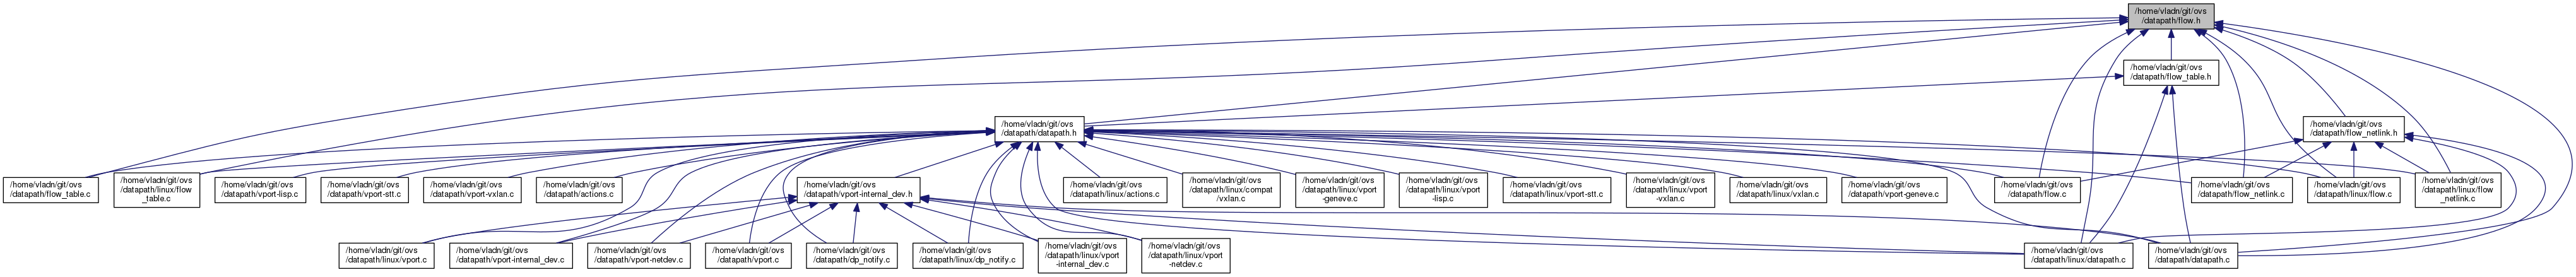 /home/vladn/git/ovs
/datapath/flow.h
/home/vladn/git/ovs
/datapath/flow_table.h
/home/vladn/git/ovs
/datapath/datapath.h
/home/vladn/git/ovs
/datapath/flow_netlink.h
/home/vladn/git/ovs
/datapath/flow_table.c
/home/vladn/git/ovs
/datapath/linux/flow
_table.c
/home/vladn/git/ovs
/datapath/vport-lisp.c
/home/vladn/git/ovs
/datapath/vport-stt.c
/home/vladn/git/ovs
/datapath/vport-vxlan.c
/home/vladn/git/ovs
/datapath/actions.c
/home/vladn/git/ovs
/datapath/vport-internal_dev.h
/home/vladn/git/ovs
/datapath/linux/actions.c
/home/vladn/git/ovs
/datapath/linux/compat
/vxlan.c
/home/vladn/git/ovs
/datapath/linux/vport
-geneve.c
/home/vladn/git/ovs
/datapath/linux/vport
-lisp.c
/home/vladn/git/ovs
/datapath/linux/vport-stt.c
/home/vladn/git/ovs
/datapath/linux/vport
-vxlan.c
/home/vladn/git/ovs
/datapath/linux/vxlan.c
/home/vladn/git/ovs
/datapath/vport-geneve.c
/home/vladn/git/ovs
/datapath/flow.c
/home/vladn/git/ovs
/datapath/flow_netlink.c
/home/vladn/git/ovs
/datapath/linux/flow.c
/home/vladn/git/ovs
/datapath/linux/flow
_netlink.c
/home/vladn/git/ovs
/datapath/linux/vport.c
/home/vladn/git/ovs
/datapath/vport-internal_dev.c
/home/vladn/git/ovs
/datapath/vport-netdev.c
/home/vladn/git/ovs
/datapath/vport.c
/home/vladn/git/ovs
/datapath/dp_notify.c
/home/vladn/git/ovs
/datapath/linux/dp_notify.c
/home/vladn/git/ovs
/datapath/linux/vport
-internal_dev.c
/home/vladn/git/ovs
/datapath/linux/vport
-netdev.c
/home/vladn/git/ovs
/datapath/linux/datapath.c
/home/vladn/git/ovs
/datapath/datapath.c